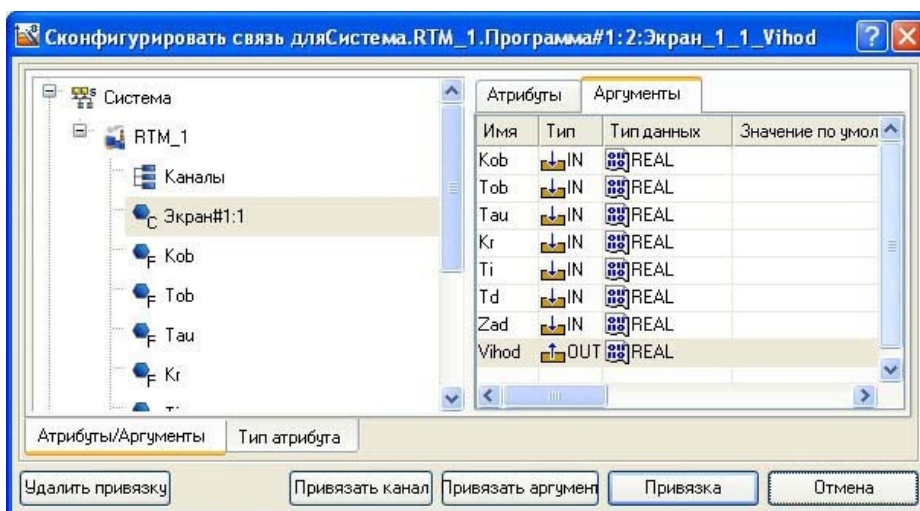 Сконфигурировать связь дляСистема.RTM_1.Программа#1:2:Экран_1_1_Vihod
Система
RTM_1
Каналы
Экран#1:1
Kob
Tob
Tau
Kr
Атрибуты Аргументы
Имя Тип Тип данных Значение по умол
Kob IN REAL
Tob IN REAL
Tau IN REAL
Kr IN REAL
Ti IN REAL
Td IN REAL
Zad IN REAL
Vihod OUT REAL
Атрибуты/Аргументы Тип атрибута
Удалить привязку Привязать канал Привязать аргумент Привязка Отмена